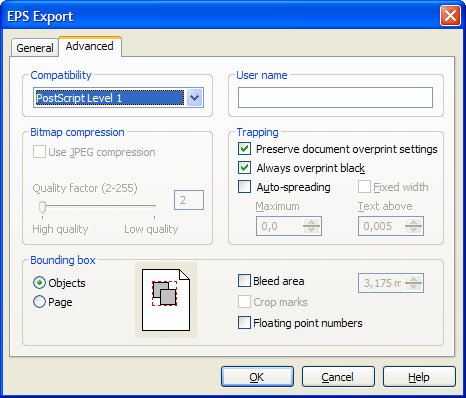 EPS Export
General Advanced
Compatibility User name
PostScript Level 1
Bitmap compression Trapping
Use JPEG compression Preserve document overprint settings
Always overprint black
Quality factor (2-255) Auto-spreading Fixed width
2 Maximum Text above
High quality Low quality 0,0 0,005
Bounding box
Objects Bleed area 3,175 m
Page Crop marks
Floating point numbers
OK Cancel Help